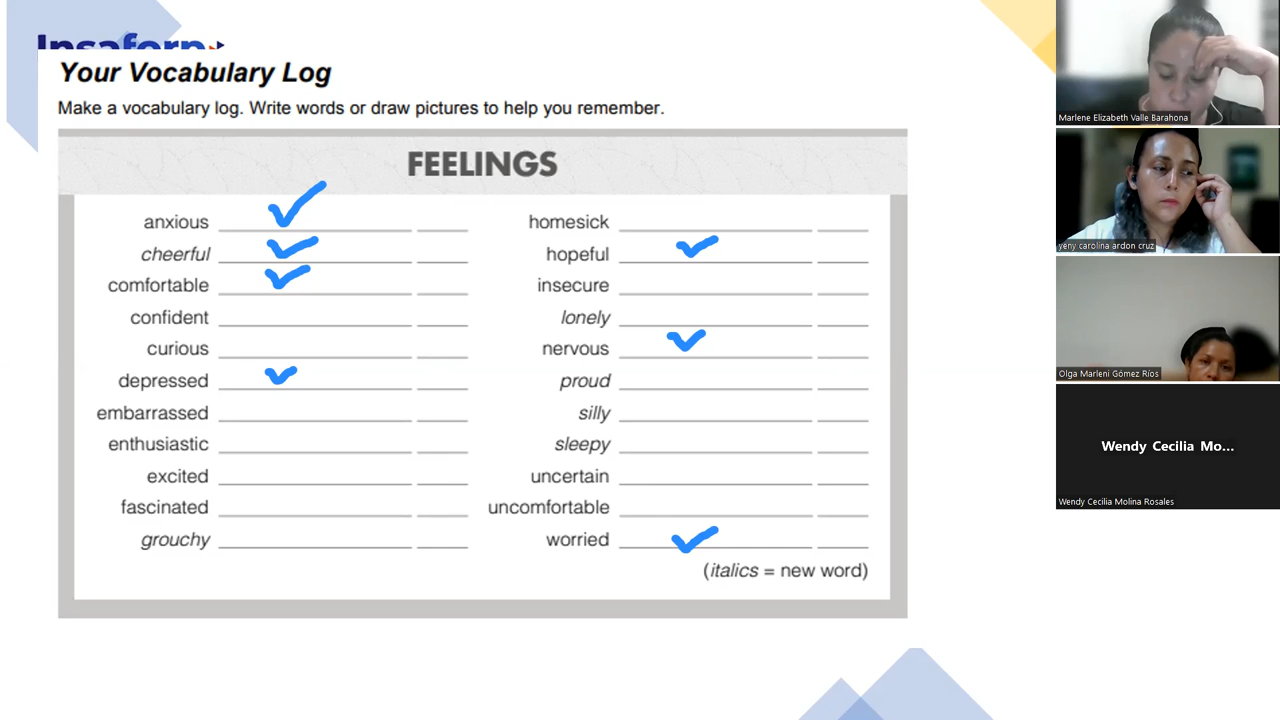 Insaforp
Your Vocabulary Log
Make a vocabulary log. Write words or draw pictures to help you remember.
FEELINGS
anxious
cheerful
comfortable
confident
curious
depressed
embarrassed
enthusiastic
excited
fascinated
grouchy
homesick
hopeful
insecure
lonely
nervous
proud
silly
sleepy
uncertain
uncomfortable
worried
(italics = new word)
Marlene Elizabeth Valle Barahona
yeny carolina ardon cruz
Olga Marleni Gómez Ríos
Wendy Cecilia Mo...
Wendy Cecilia Molina Rosales